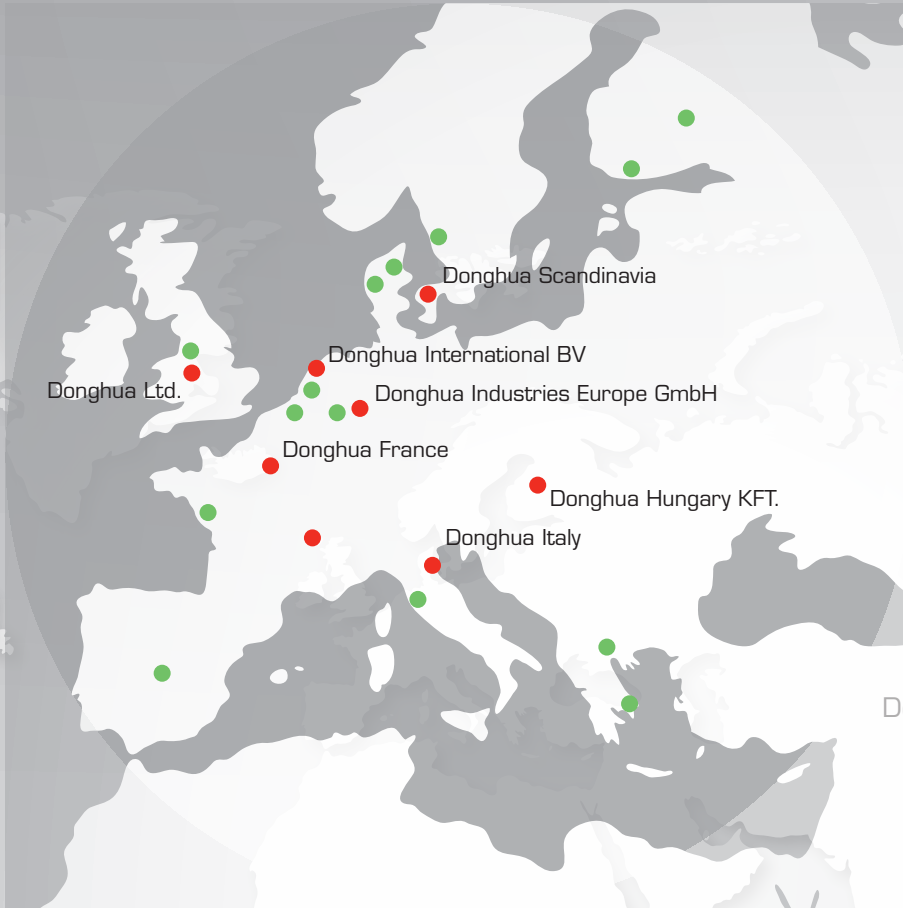 Donghua Scandinavia
Donghua International BV
Donghua Ltd.
Donghua Industries Europe GmbH
Donghua France
Donghua Hungary KFT.
Donghua Italy
D